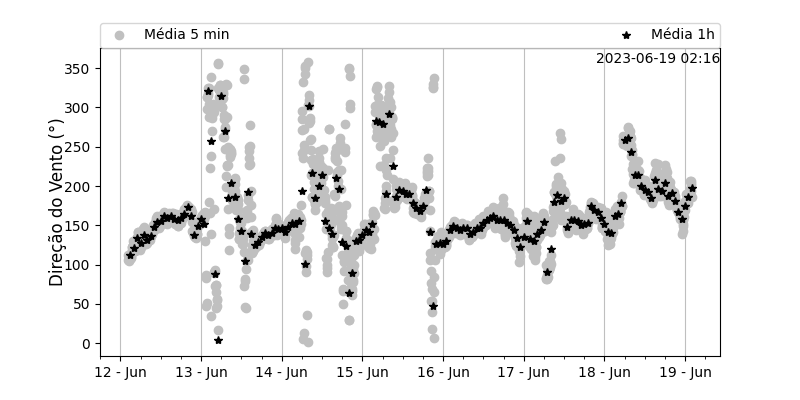 Média 5 min
Média 1h
2023-06-19 02:16
Direção do Vento (°)
350
300
250
200
150
100
50
0
12 - Jun
13 - Jun
14 - Jun
15 - Jun
16 - Jun
17 - Jun
18 - Jun
19 - Jun